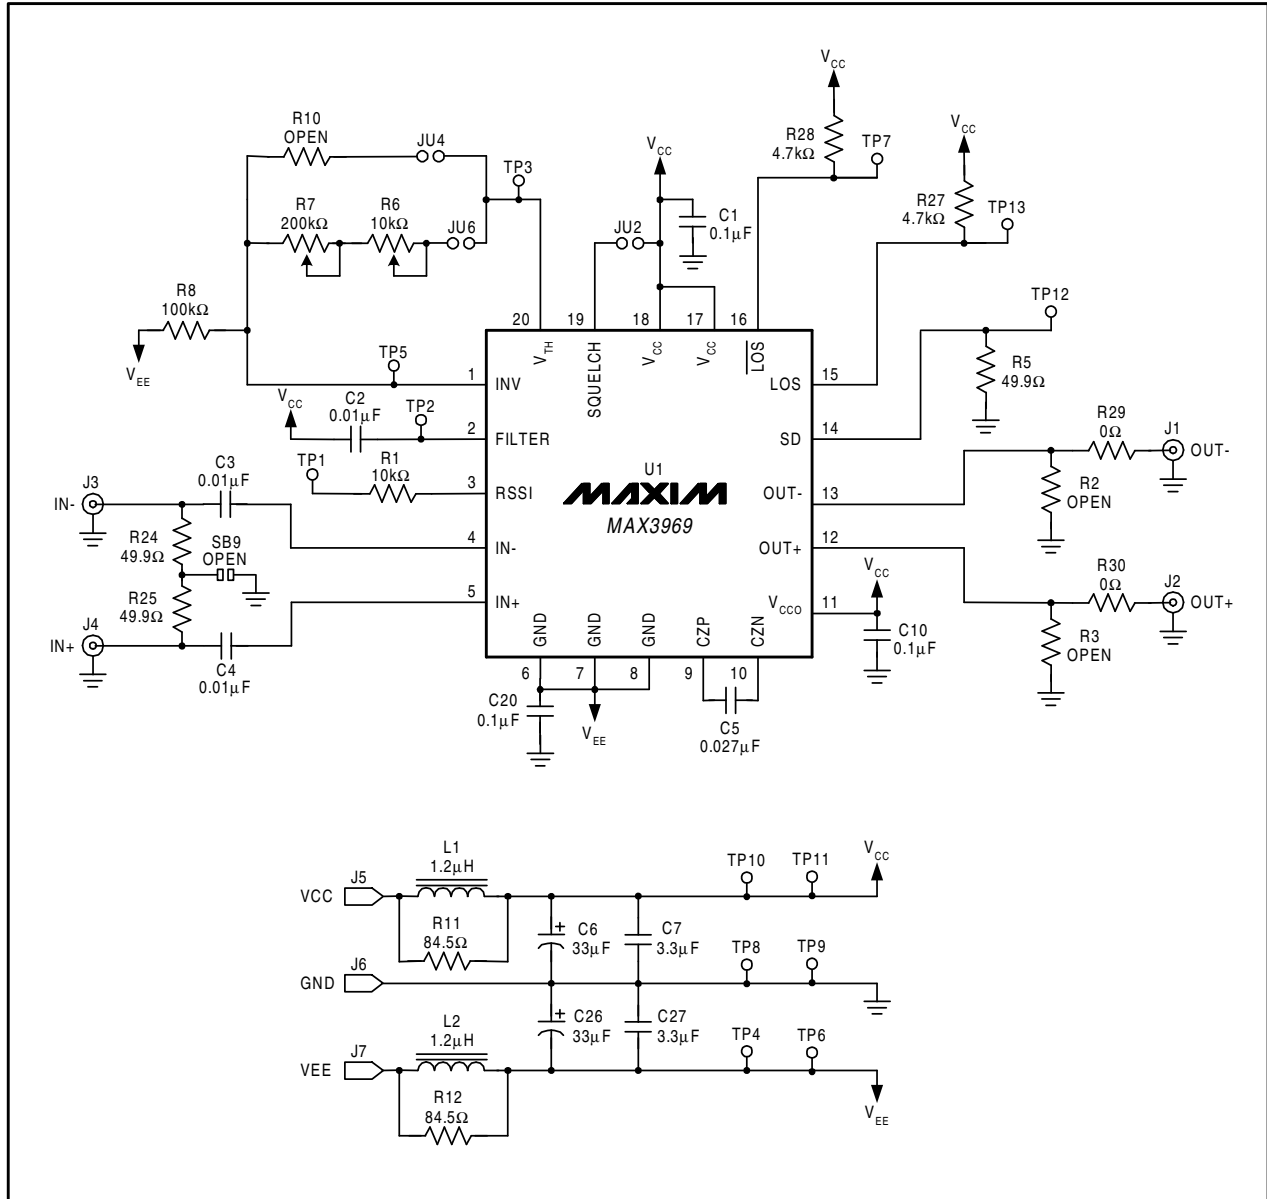 V_CC
R10
OPEN
JU4
R28
4.7kΩ
TP7
V_CC
V_CC
TP3
R7
200kΩ
R6
10kΩ
JU6
JU2
C1
0.1µF
R27
4.7kΩ
TP13
R8
100kΩ
V_EE
TP12
20
19
18
17
16
V_TH
SQUELCH
V_CC
V_CC
LOS
TP5
1
INV
LOS
15
R5
49.9Ω
V_CC
C2
0.01µF
TP2
2
FILTER
SD
14
R29
0Ω
J1
OUT-
TP1
R1
10kΩ
3
RSSI
U1
MAXIM
MAX3969
OUT-
13
R2
OPEN
J3
IN-
C3
0.01µF
R24
49.9Ω
SB9
OPEN
4
IN-
OUT+
12
R25
49.9Ω
5
IN+
V_CCO
11
V_CC
R30
0Ω
J2
OUT+
J4
IN+
C4
0.01µF
GND
GND
GND
CZP
CZN
C10
0.1µF
R3
OPEN
6
7
8
9
10
C20
0.1µF
V_EE
C5
0.027µF
L1
1.2µH
J5
VCC
R11
84.5Ω
C6
+
33µF
C7
3.3µF
TP10
TP11
V_CC
J6
GND
TP8
TP9
L2
1.2µH
C26
+
33µF
C27
3.3µF
J7
VEE
R12
84.5Ω
TP4
TP6
V_EE